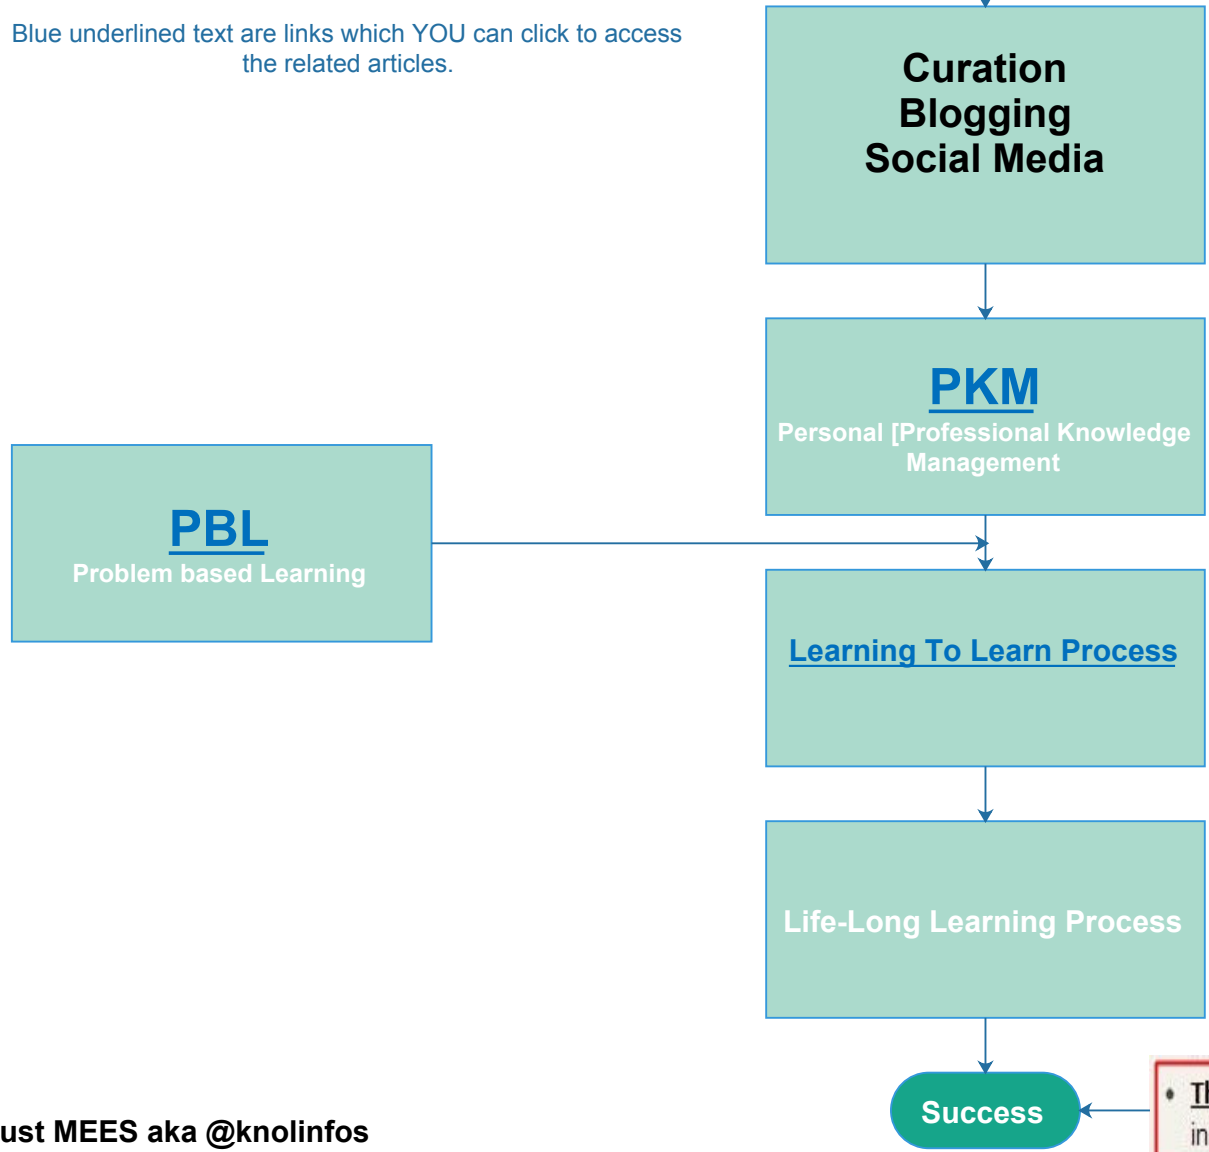 Blue underlined text are links which YOU can click to access
the related articles.
Curation
Blogging
Social Media
PKM
Personal [Professional Knowledge
Management
PBL
Problem based Learning
Learning To Learn Process
Life-Long Learning Process
Success
ust MEES aka @knolinfos
in